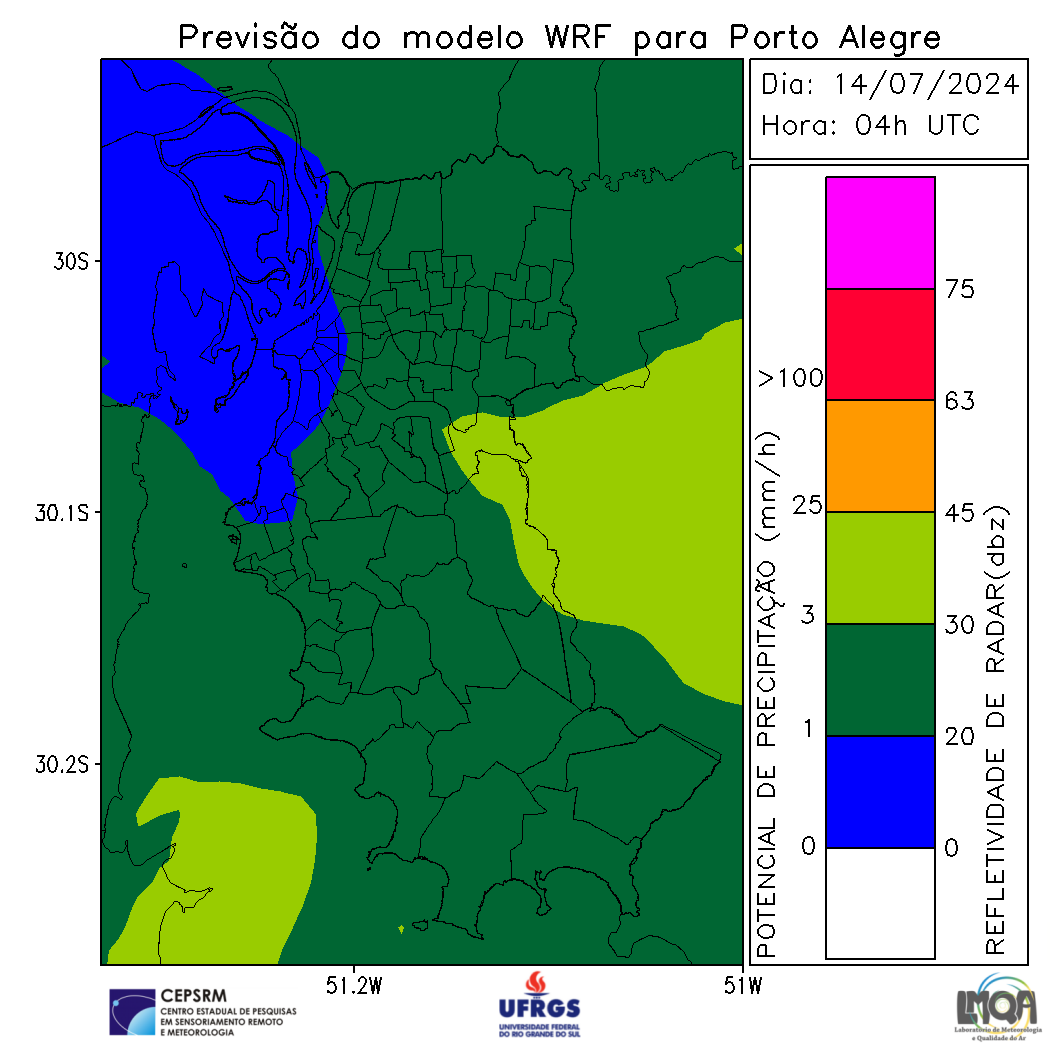 Previsão do modelo WRF para Porto Alegre
Dia: 14/07/2024
Hora: 04h UTC
30S
30.1S
30.2S
51.2W
51W
POTENCIAL DE PRECIPITAÇÃO (mm/h)
>100
25
3
1
0
75
63
45
30
20
0
REFLETIVIDADE DE RADAR(dbz)
CEPSRM
CENTRO ESTADUAL DE PESQUISAS
EM SENSORIAMENTO REMOTO
E METEOROLOGIA
UFRGS
UNIVERSIDADE FEDERAL
DO RIO GRANDE DO SUL
LMQA
Laboratório de Meteorologia
e Qualidade do Ar